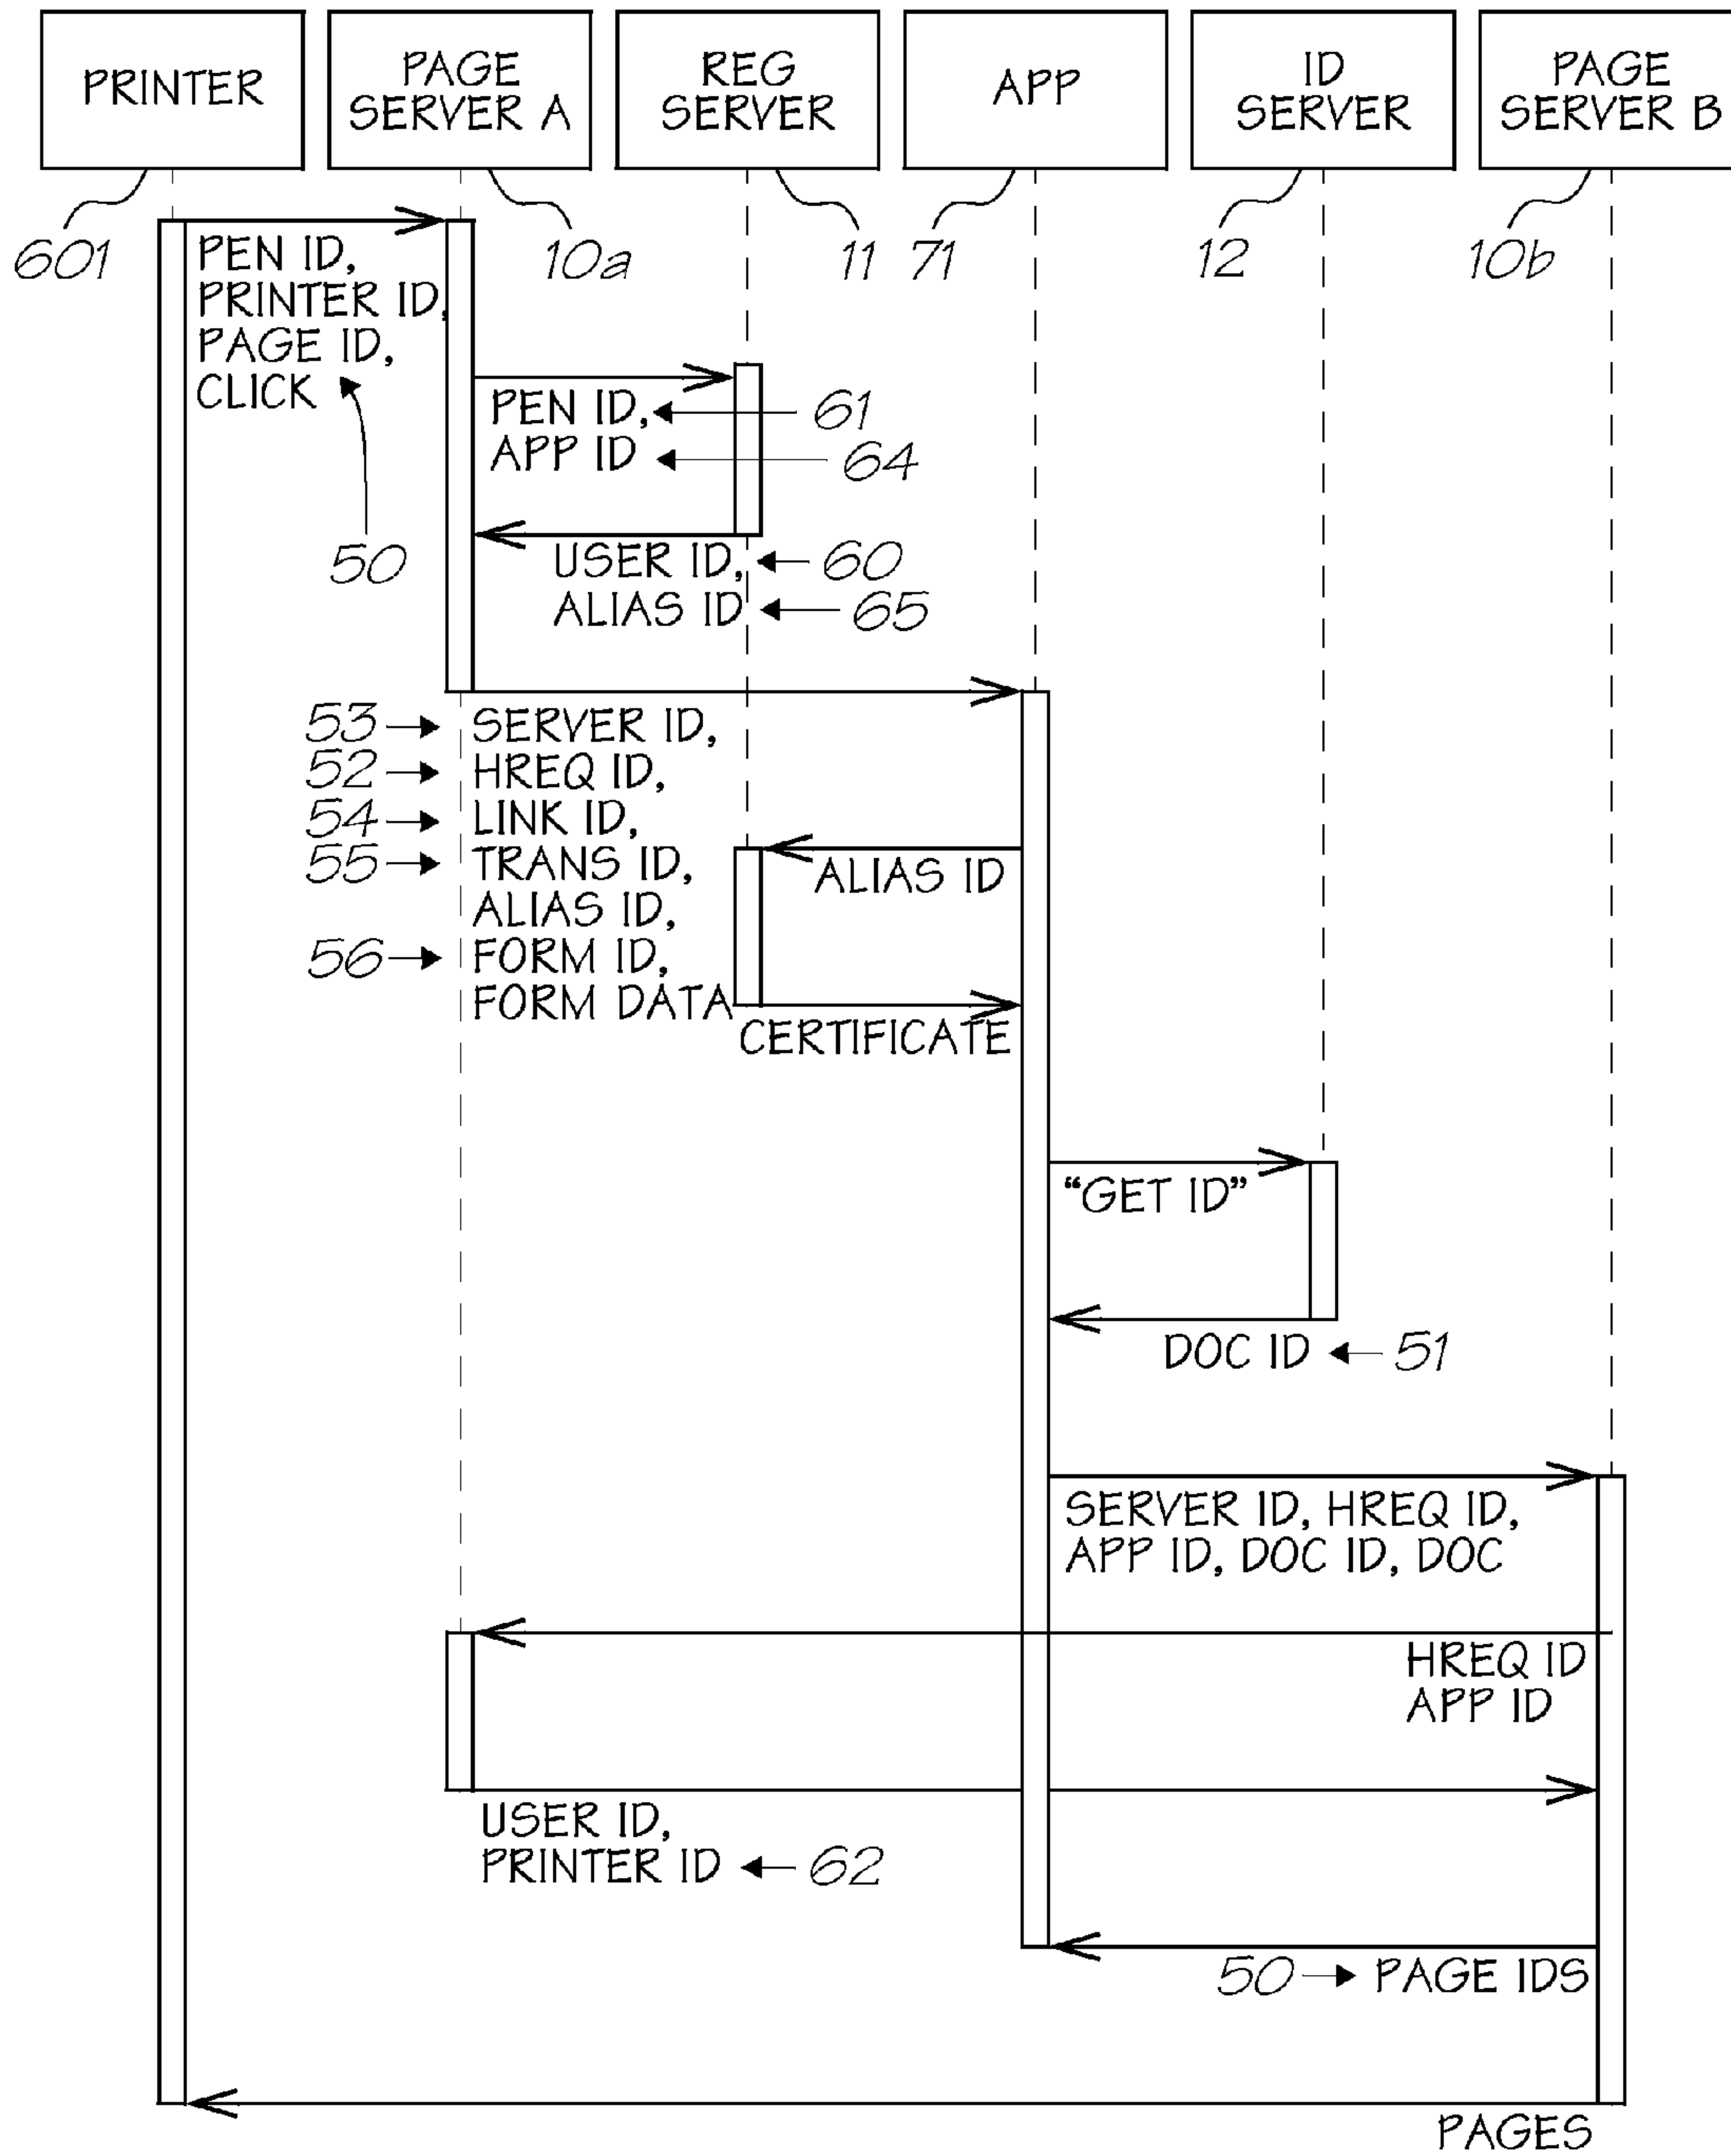 PRINTER
PAGE
SERVER A
REG
SERVER
APP
ID
SERVER
PAGE
SERVER B
601
10a
11
71
12
10b
PEN ID,
PRINTER ID,
PAGE ID,
CLICK
50
PEN ID, 61
APP ID 64
USER ID, 60
ALIAS ID 65
53 SERVER ID,
52 HREQ ID,
54 LINK ID,
55 TRANS ID,
ALIAS ID,
56 FORM ID,
FORM DATA
ALIAS ID
CERTIFICATE
“GET ID”
DOC ID 51
SERVER ID, HREQ ID,
APP ID, DOC ID, DOC
HREQ ID
APP ID
USER ID,
PRINTER ID 62
50 PAGE IDS
PAGES